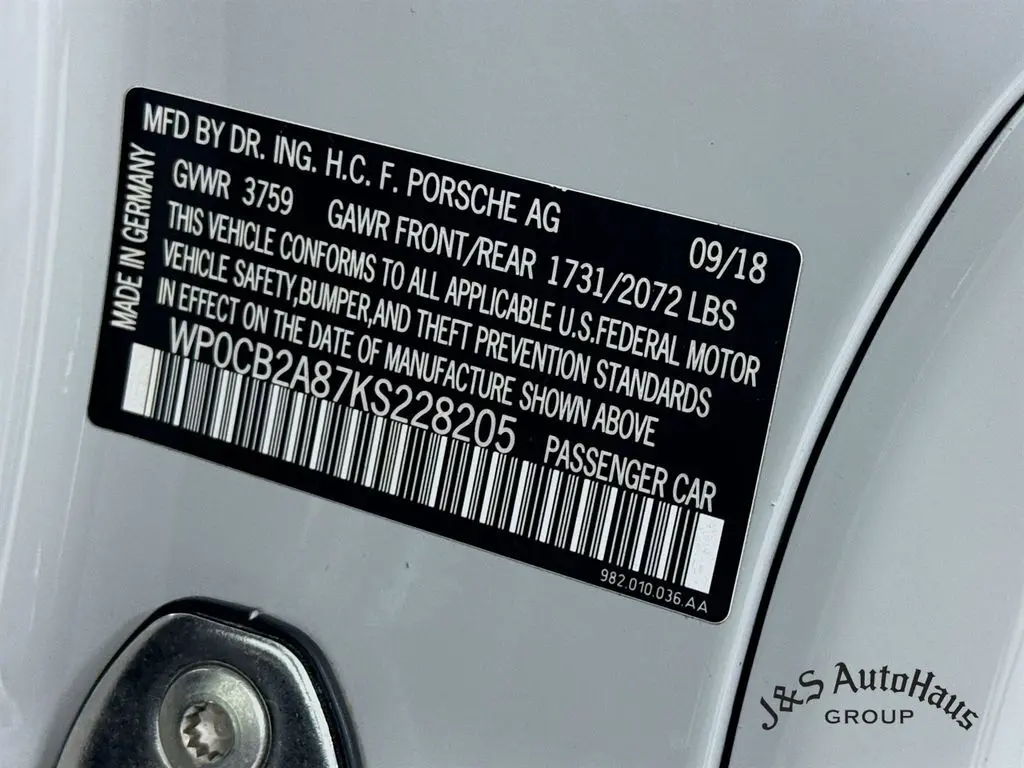 MFD BY DR. ING. H.C. F. PORSCHE AG
09/18
MADE IN GERMANY
GVWR 3759 GAWR FRONT/REAR 1731/2072 LBS
THIS VEHICLE CONFORMS TO ALL APPLICABLE U.S.FEDERAL MOTOR
VEHICLE SAFETY,BUMPER,AND THEFT PREVENTION STANDARDS
IN EFFECT ON THE DATE OF MANUFACTURE SHOWN ABOVE
WP0CB2A87KS228205 PASSENGER CAR
982.010.036.AA
J&S AutoHaus
GROUP